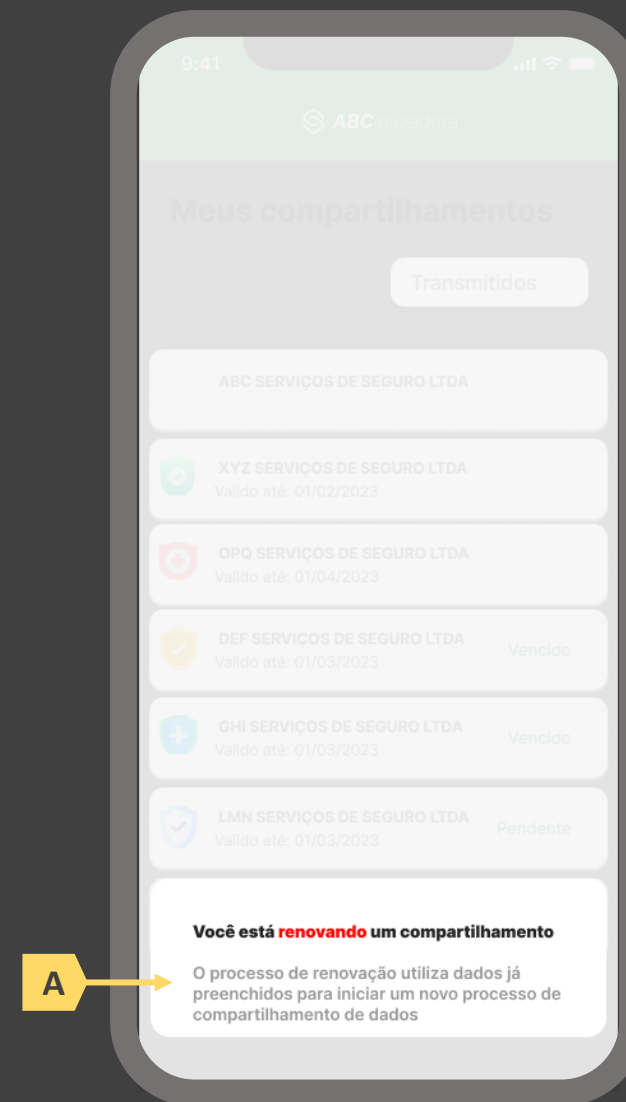 9:41
ABCiniciadora
Meus compartilhamentos
Transmitidos
ABC SERVIÇOS DE SEGURO LTDA
XYZ SERVIÇOS DE SEGURO LTDA
Valido até: 01/02/2023
OPQ SERVIÇOS DE SEGURO LTDA
Valido até: 01/04/2023
DEF SERVIÇOS DE SEGURO LTDA
Valido até: 01/03/2023 Vencido
GHI SERVIÇOS DE SEGURO LTDA
Valido até: 01/03/2023 Vencido
LMN SERVIÇOS DE SEGURO LTDA
Valido até: 01/03/2023 Pendente
Você está renovando um compartilhamento
A
O processo de renovação utiliza dados já
preenchidos para iniciar um novo processo de
compartilhamento de dados